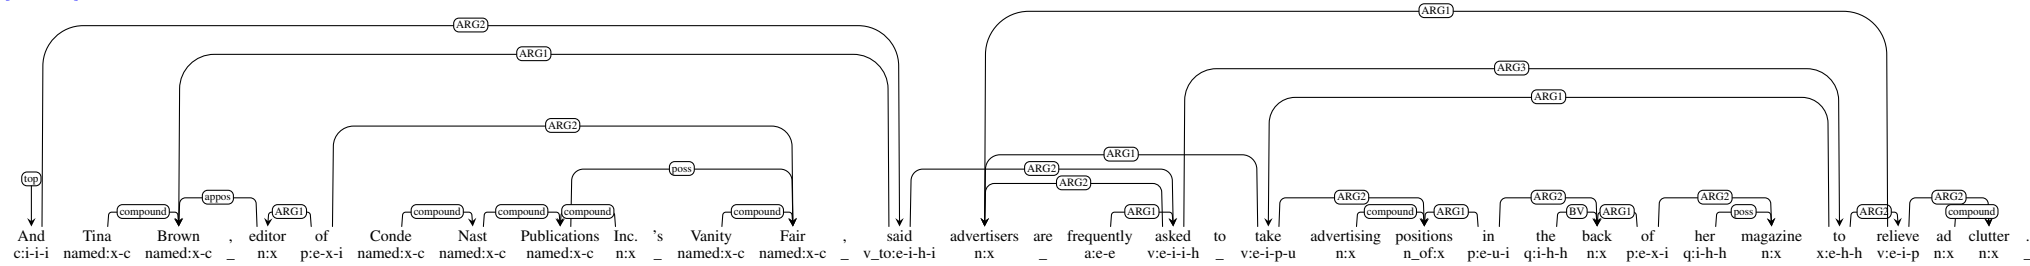 ARG2
ARG1
ARG1
ARG3
ARG1
ARG2
ARG1
poss
ARG2
top
ARG2
compound
appos
ARG1
compound
compound
compound
compound
ARG1
ARG2
compound
ARG1
ARG2
BV
ARG1
ARG2
poss
ARG2
ARG2
compound
And Tina Brown , editor of Conde Nast Publications Inc. 's Vanity Fair , said advertisers are frequently asked to take advertising positions in the back of her magazine to relieve ad clutter .
c:i-i-i named:x-c named:x-c _ n:x p:e-x-i named:x-c named:x-c named:x-c n:x _ named:x-c named:x-c _ v_to:e-i-h-i n:x _ a:e-e v:e-i-i-h _ v:e-i-p-u n:x n_of:x p:e-u-i q:i-h-h n:x p:e-x-i q:i-h-h n:x x:e-h-h v:e-i-p n:x n:x _